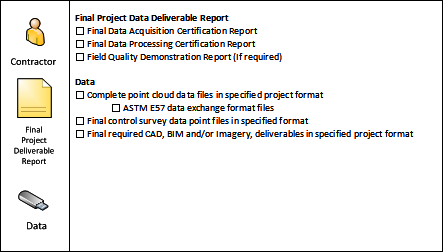 Contractor
Final
Project
Deliverable
Report
Data
Final Project Data Deliverable Report
☐ Final Data Acquisition Certification Report
☐ Final Data Processing Certification Report
☐ Field Quality Demonstration Report (If required)
Data
☐ Complete point cloud data files in specified project format
☐ ASTM E57 data exchange format files
☐ Final control survey data point files in specified format
☐ Final required CAD, BIM and/or Imagery, deliverables in specified project format